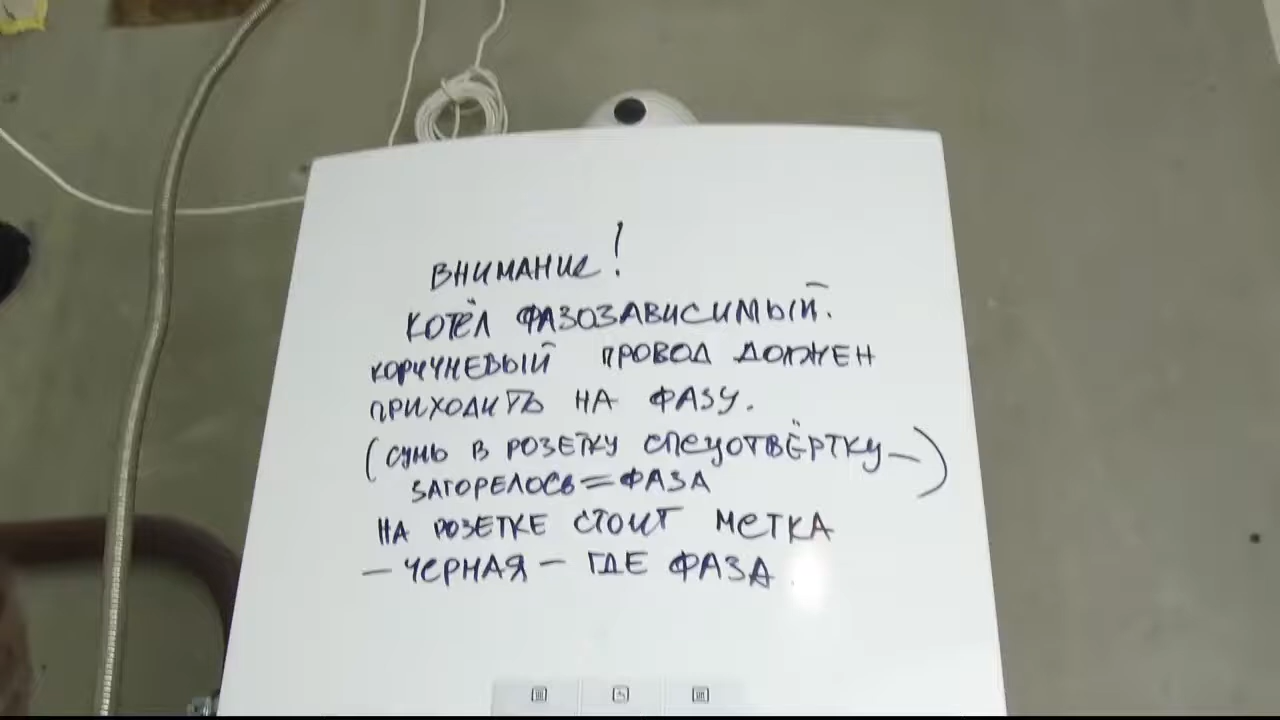 ВНИМАНИЕ!
КОТЁЛ ФАЗОЗАВИСИМЫЙ.
КОРИЧНЕВЫЙ ПРОВОД ДОЛЖЕН
ПРИХОДИТЬ НА ФАЗУ.
(СУНЬ В РОЗЕТКУ СПЕЦОТВЁРТКУ —)
ЗАГОРЕЛОСЬ = ФАЗА
НА РОЗЕТКЕ СТОИТ МЕТКА
— ЧЕРНАЯ — ГДЕ ФАЗА